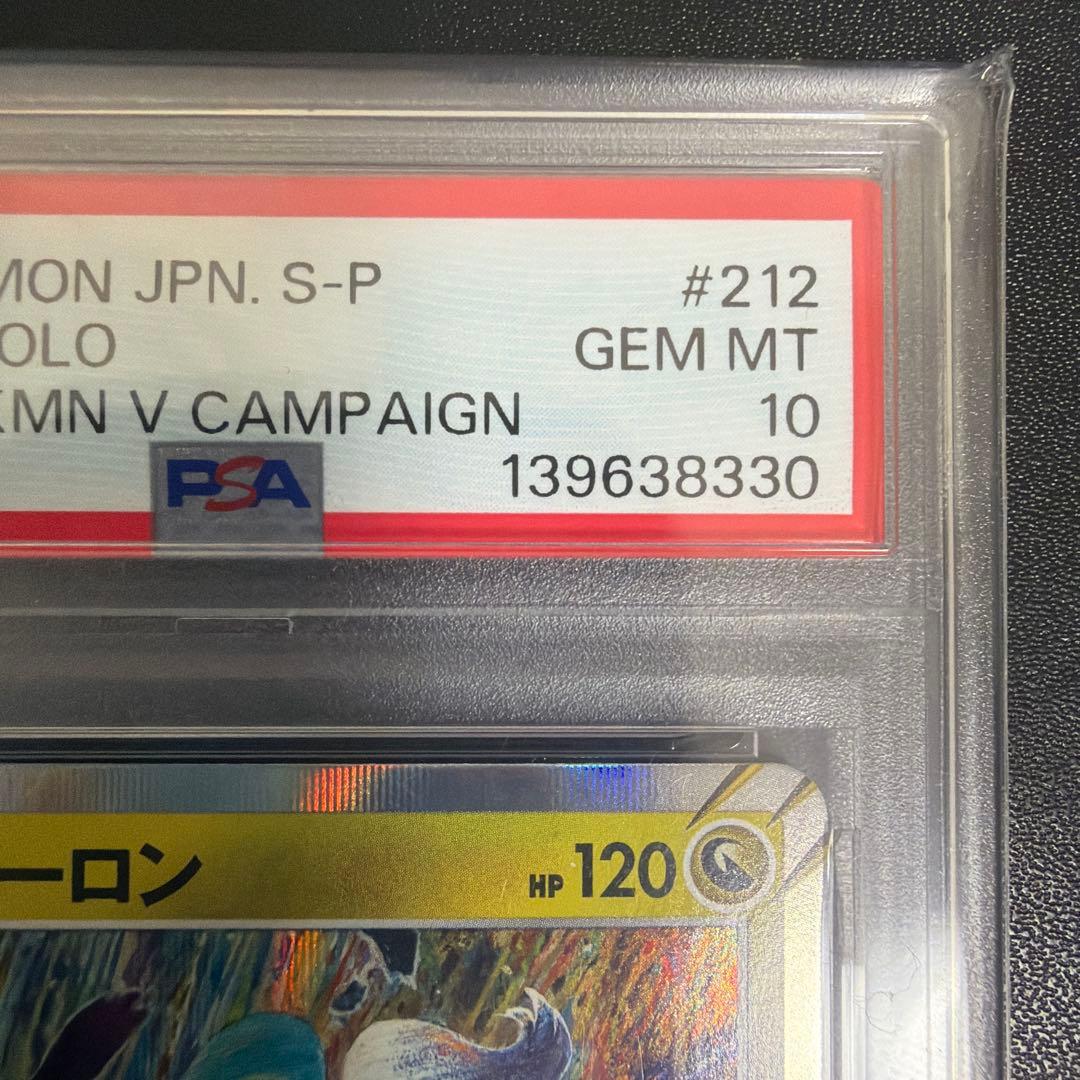 MON JPN. S-P #212
OLO GEM MT
KMN V CAMPAIGN 10
PSA 139638330
ーロン HP 120